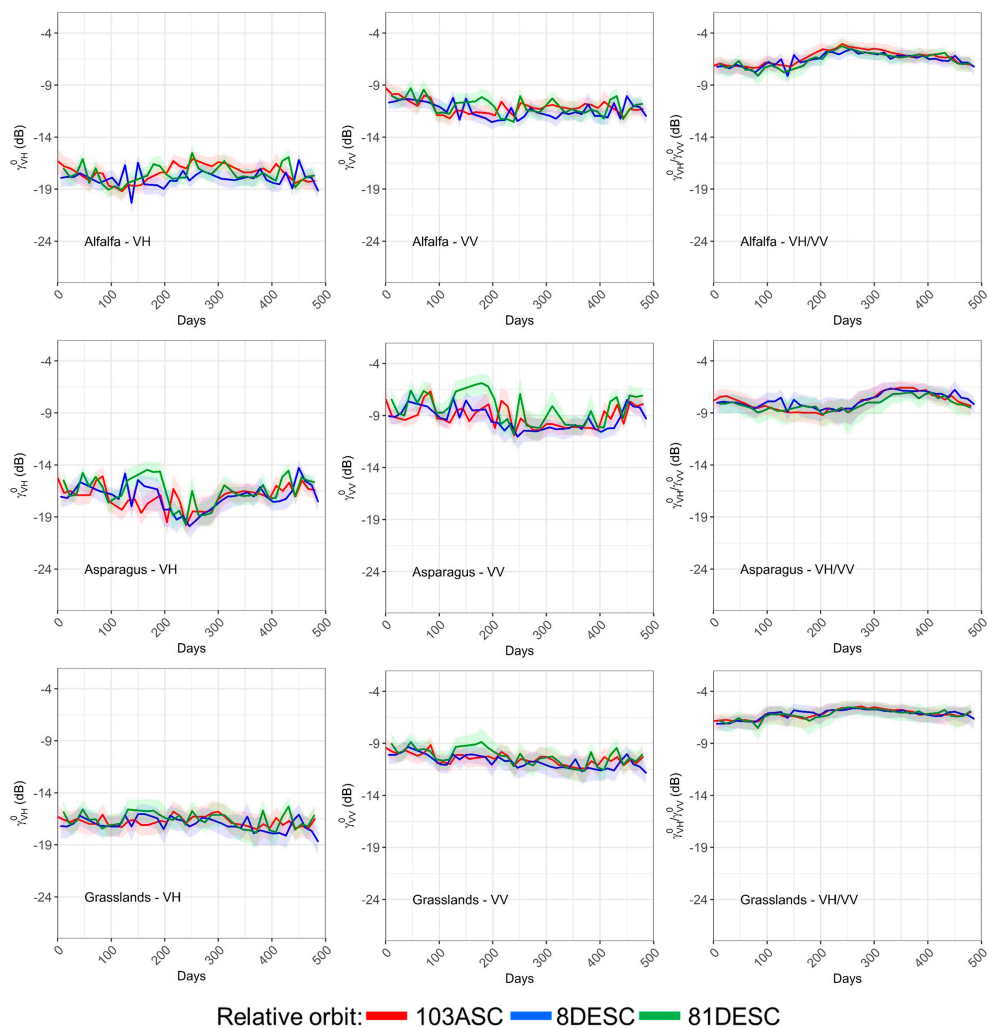 -4
-9
-14
-19
-24
γ⁰VH (dB)
Alfalfa - VH
0 100 200 300 400 500
Days
-4
-9
-14
-19
-24
γ⁰VV (dB)
Alfalfa - VV
0 100 200 300 400 500
Days
-4
-9
-14
-19
-24
γ⁰VH/γ⁰VV (dB)
Alfalfa - VH/VV
0 100 200 300 400 500
Days
-4
-9
-14
-19
-24
γ⁰VH (dB)
Asparagus - VH
0 100 200 300 400 500
Days
-4
-9
-14
-19
-24
γ⁰VV (dB)
Asparagus - VV
0 100 200 300 400 500
Days
-4
-9
-14
-19
-24
γ⁰VH/γ⁰VV (dB)
Asparagus - VH/VV
0 100 200 300 400 500
Days
-4
-9
-14
-19
-24
γ⁰VH (dB)
Grasslands - VH
0 100 200 300 400 500
Days
-4
-9
-14
-19
-24
γ⁰VV (dB)
Grasslands - VV
0 100 200 300 400 500
Days
-4
-9
-14
-19
-24
γ⁰VH/γ⁰VV (dB)
Grasslands - VH/VV
0 100 200 300 400 500
Days
Relative orbit: 103ASC 8DESC 81DESC